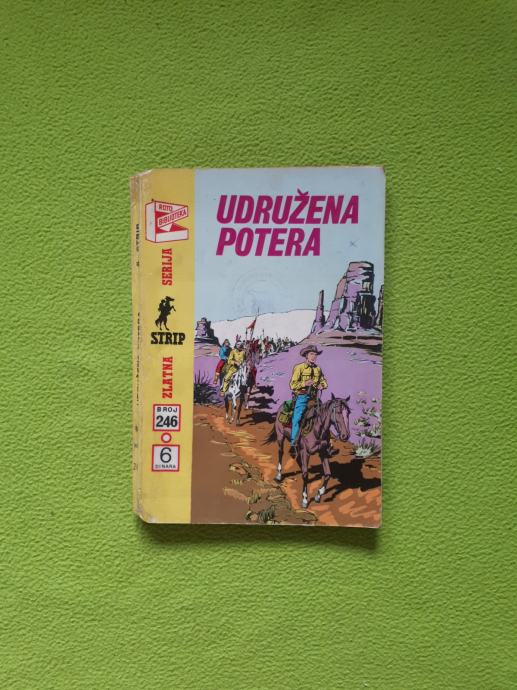 ROTO
BIBLIOTEKA
UDRUŽENA
POTERA
ZLATNA STRIP SERIJA
BROJ
246
6
DINARA